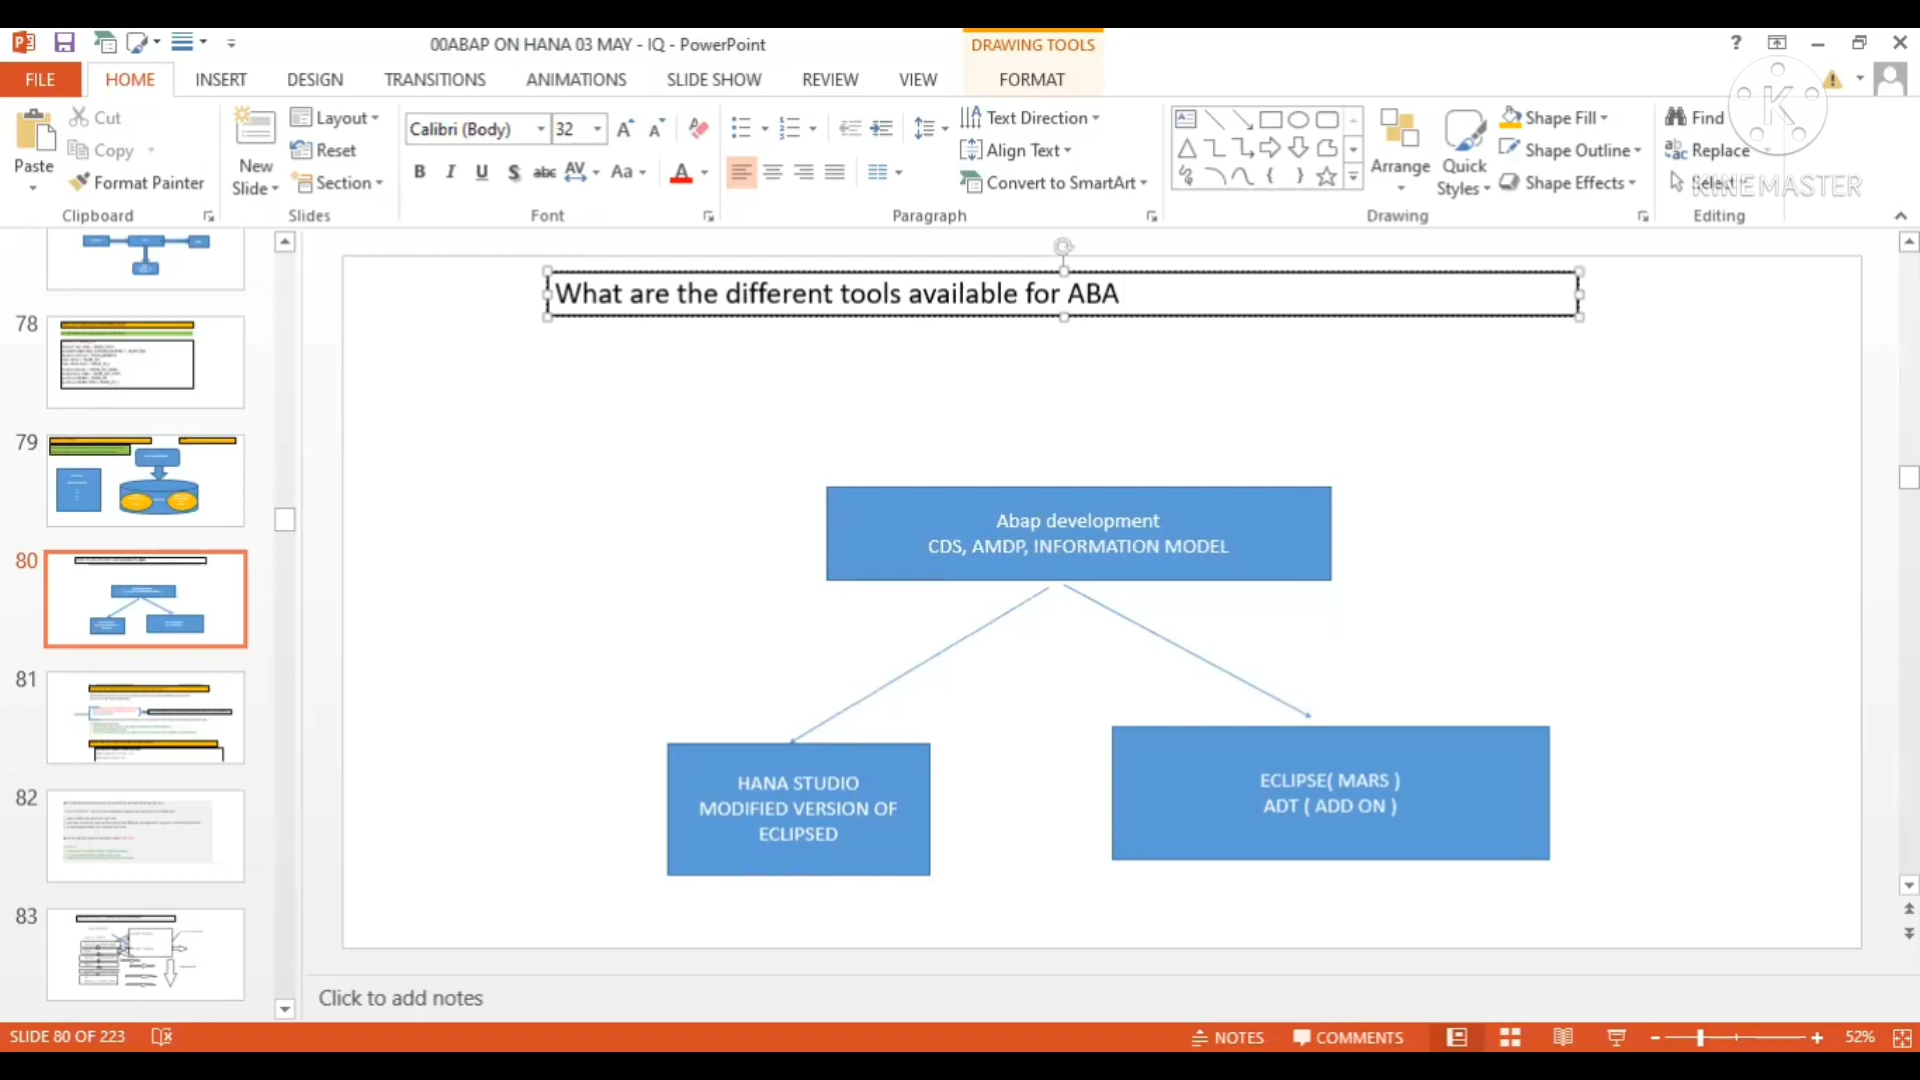 00ABAP ON HANA 03 MAY - IQ - PowerPoint
DRAWING TOOLS
?
FILE
HOME
INSERT
DESIGN
TRANSITIONS
ANIMATIONS
SLIDE SHOW
REVIEW
VIEW
FORMAT
Paste
Cut
Copy
Format Painter
Clipboard
New
Slide
Layout
Reset
Section
Slides
Calibri (Body)
32
B I U S abc AV Aa A
Font
Text Direction
Align Text
Convert to SmartArt
Paragraph
Arrange
Quick
Styles
Shape Fill
Shape Outline
Shape Effects
Drawing
Find
Replace
Select
Editing
K
KINEMASTER
78
79
80
81
82
83
What are the different tools available for ABA
Abap development
CDS, AMDP, INFORMATION MODEL
HANA STUDIO
MODIFIED VERSION OF
ECLIPSED
ECLIPSE( MARS )
ADT ( ADD ON )
Click to add notes
SLIDE 80 OF 223
NOTES
COMMENTS
52%